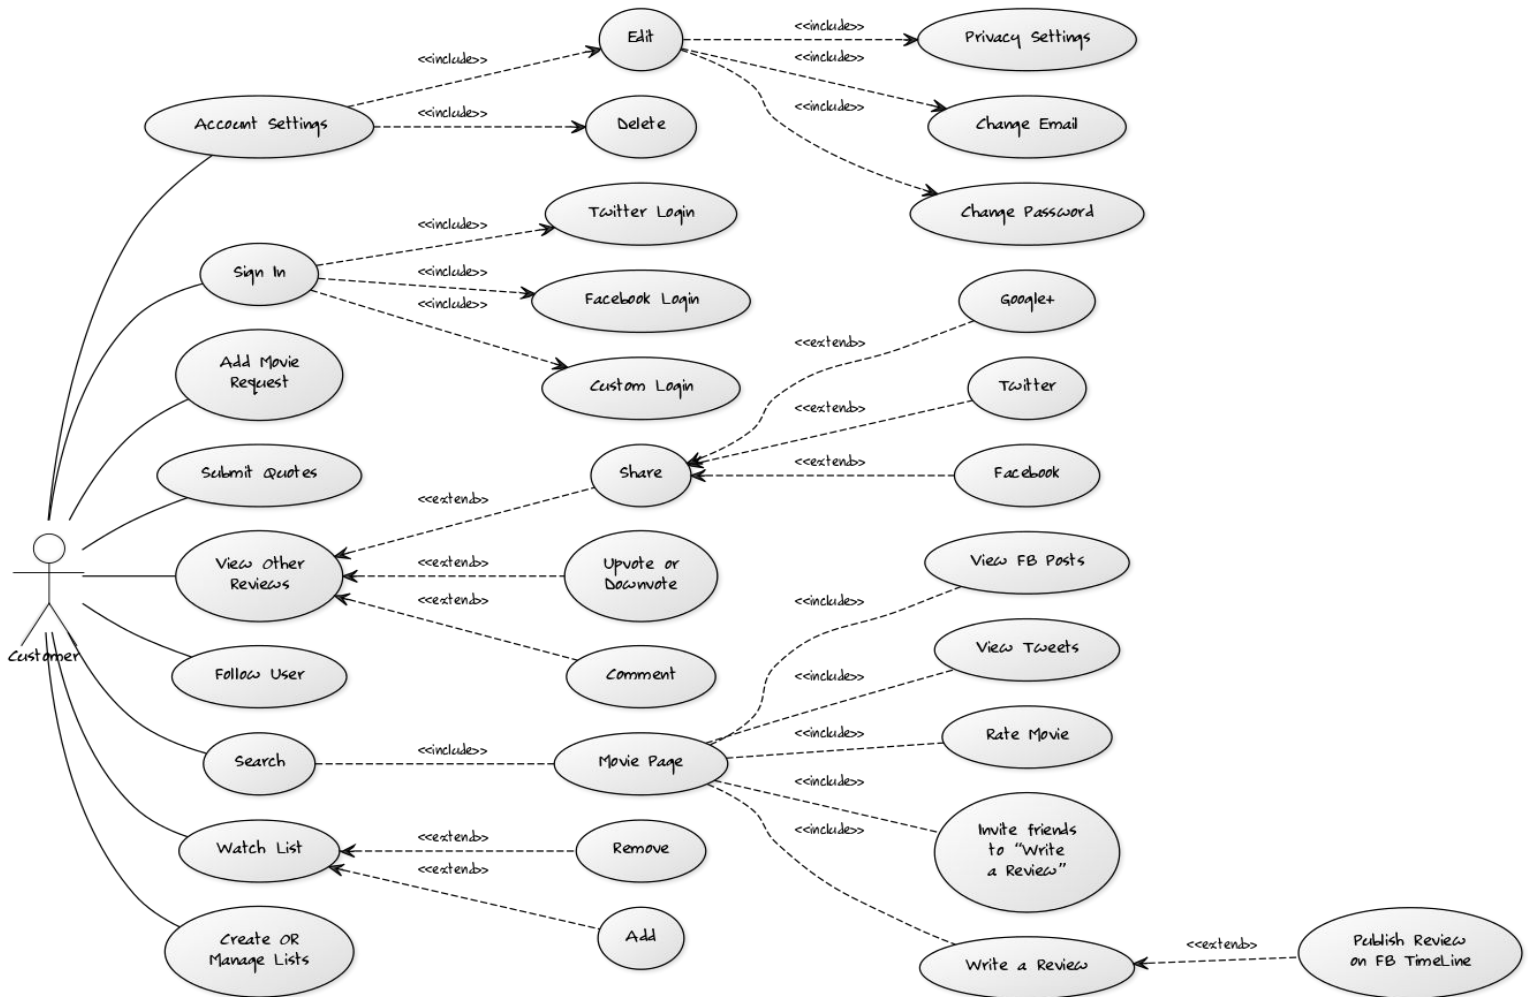 Edit
<<include>>
Privacy Settings
<<include>>
<<include>>
Account Settings
<<include>>
Delete
<<include>>
Change Email
Twitter Login
Change Password
<<include>>
Sign In
<<include>>
Facebook Login
Google+
<<include>>
<<extend>>
Add Movie
Request
Custom Login
Twitter
<<extend>>
Submit Quotes
Share
<<extend>>
Facebook
<<extend>>
View Other
Reviews
<<extend>>
Upvote or
Downvote
View FB Posts
<<extend>>
<<include>>
Customer
Follow User
Comment
View Tweets
<<include>>
Search
<<include>>
Movie Page
<<include>>
Rate Movie
<<include>>
Watch List
<<extend>>
Remove
<<include>>
Invite friends
to “Write
a Review”
<<extend>>
Create OR
Manage Lists
Add
Write a Review
<<extend>>
Publish Review
on FB TimeLine